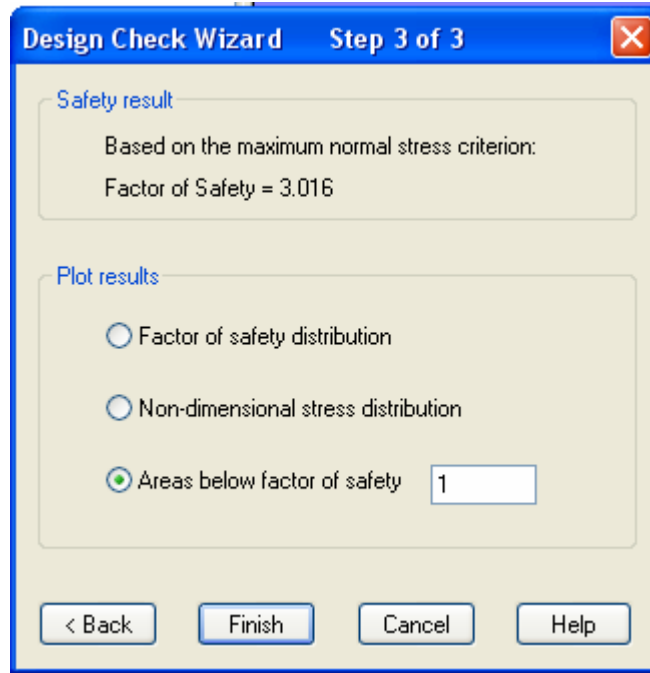 Design Check Wizard Step 3 of 3
Safety result
Based on the maximum normal stress criterion:
Factor of Safety = 3.016
Plot results
Factor of safety distribution
Non-dimensional stress distribution
Areas below factor of safety 1
< Back Finish Cancel Help